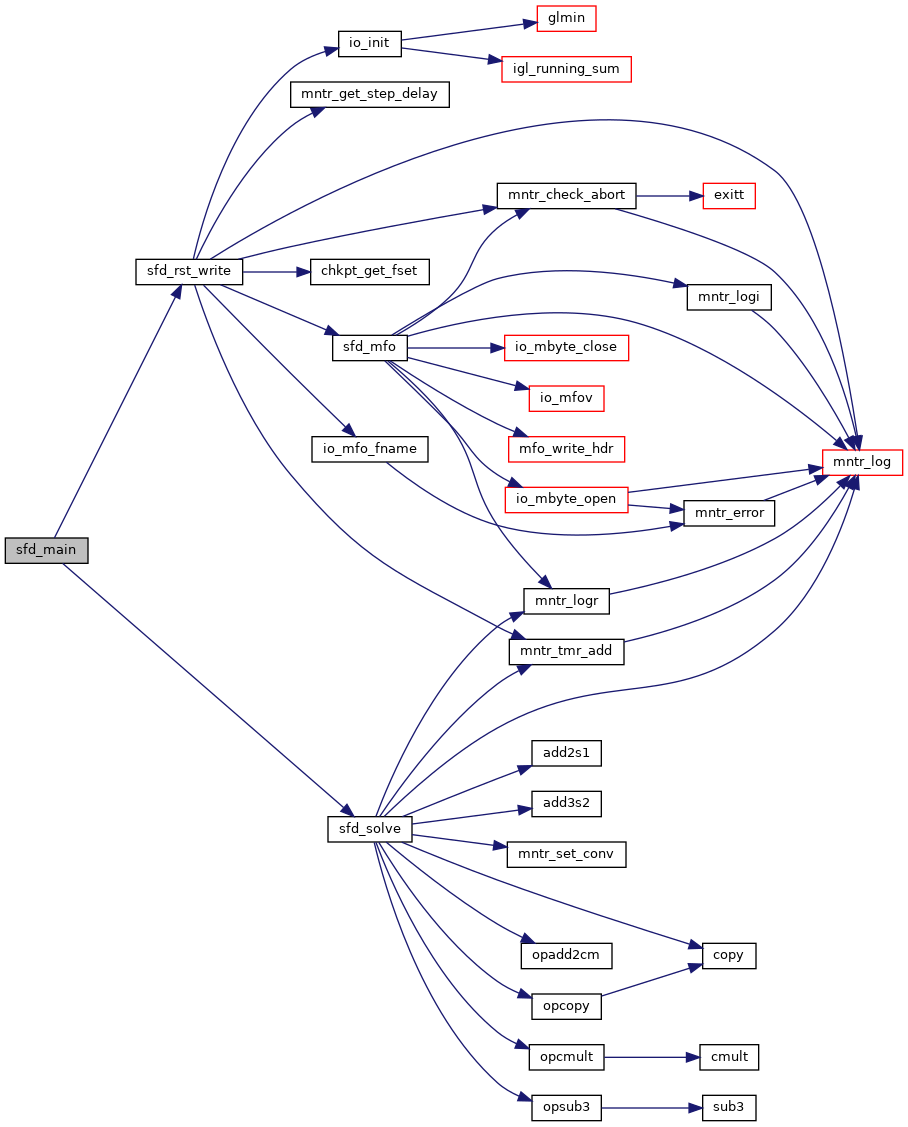 glmin
io_init
igl_running_sum
mntr_get_step_delay
mntr_check_abort
exitt
sfd_rst_write
chkpt_get_fset
mntr_logi
sfd_mfo
io_mbyte_close
io_mfov
io_mfo_fname
mfo_write_hdr
mntr_log
io_mbyte_open
mntr_error
sfd_main
mntr_logr
mntr_tmr_add
add2s1
add3s2
sfd_solve
mntr_set_conv
opadd2cm
copy
opcopy
opcmult
cmult
opsub3
sub3